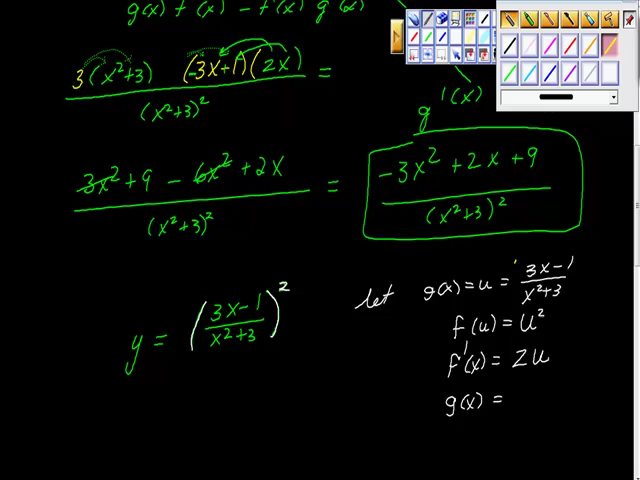 g(x) f'(x) - f'(x) g'(x)
3(x²+3) (-3x+1)(2x) =
(x²+3)²
g'(x)
3x² + 9 - 6x² + 2x =
(x²+3)²
-3x² + 2x + 9
(x²+3)²
y = (3x-1 / x²+3)²
let g(x) = u = 3x-1 / x²+3
f(u) = u²
f'(x) = 2u
g(x) =